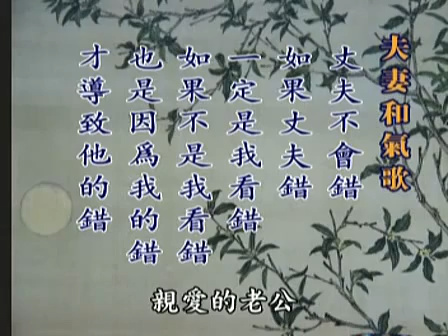 夫妻和氣歌
丈夫不會錯
如果丈夫錯
一定是我看錯
如果不是我看錯
也是因爲我的錯
才導致他的錯
親愛的老公